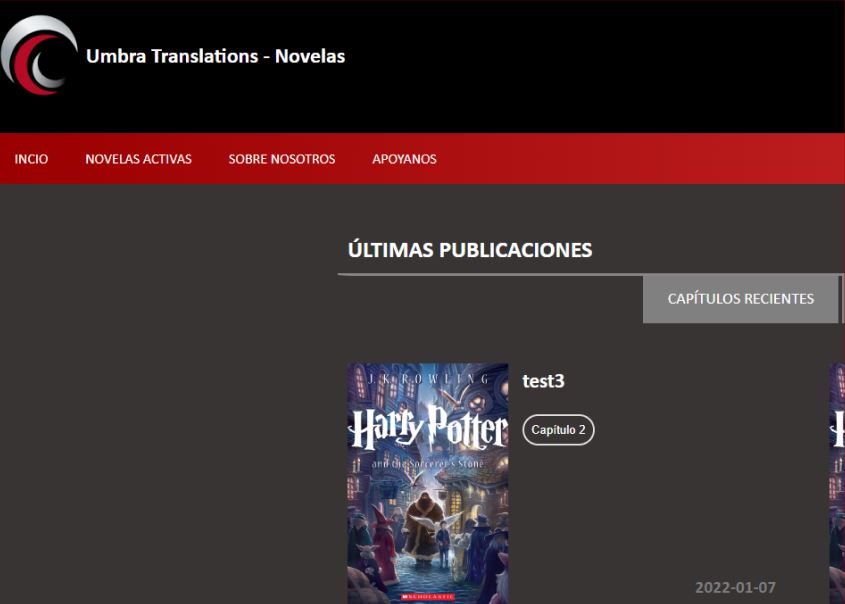 Umbra Translations - Novelas
INCIO NOVELAS ACTIVAS SOBRE NOSOTROS APOYANOS
ÚLTIMAS PUBLICACIONES
CAPÍTULOS RECIENTES
J.K. ROWLING
Harry Potter
and the Sorcerer's Stone
SCHOLASTIC
test3
Capítulo 2
2022-01-07